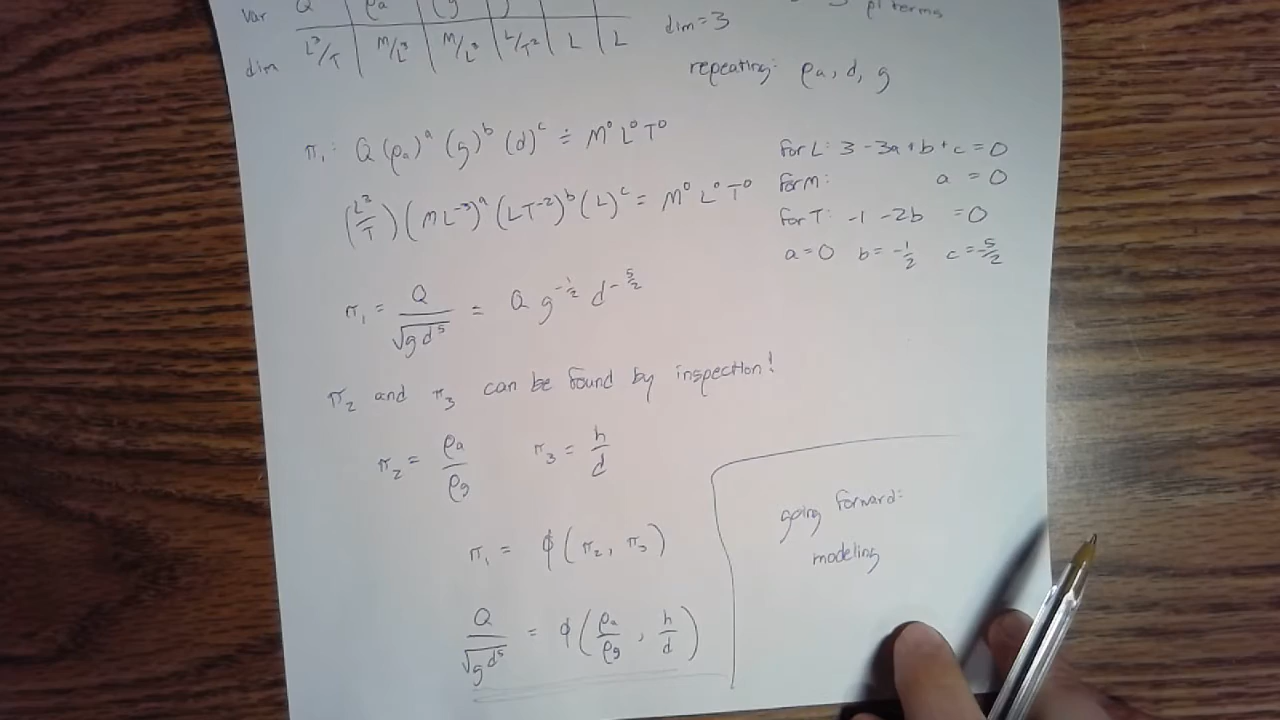 var Q ρa ρg
dim L³/T M/L³ M/L³ L/T² L L
pi terms
dim=3
repeating: ρa, d, g
π₁: Q (ρa)ᵃ (g)ᵇ (d)ᶜ ≐ M⁰ L⁰ T⁰
(L³/T) (ML⁻³)ᵃ (LT⁻²)ᵇ (L)ᶜ = M⁰ L⁰ T⁰
for L: 3 -3a + b + c = 0
for M: a = 0
for T: -1 -2b = 0
a=0 b=-1/2 c=-5/2
π₁ = Q/√(gd⁵) = Q g^(-1/2) d^(-5/2)
π₂ and π₃ can be found by inspection!
π₂ = ρa/ρg π₃ = h/d
π₁ = ϕ(π₂, π₃)
Q/√(gd⁵) = ϕ(ρa/ρg, h/d)
going forward:
modeling